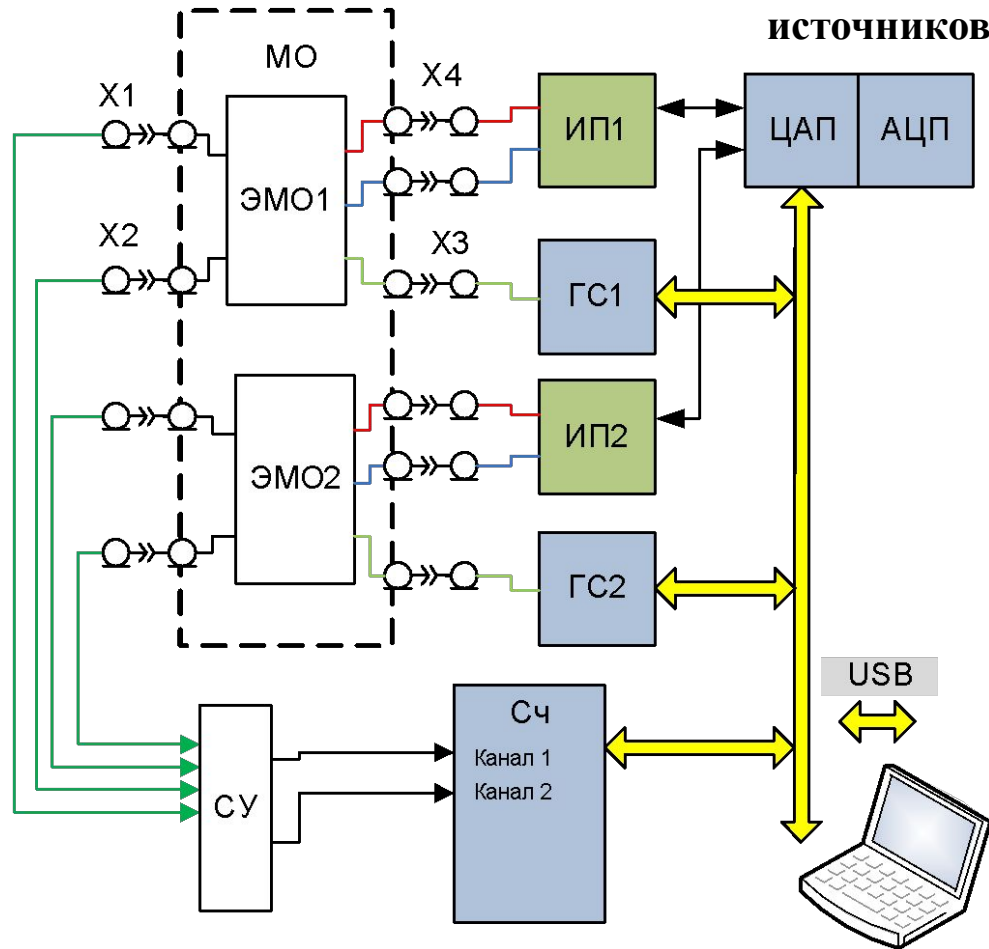 источников
МО
X1
X4
ИП1
ЦАП
АЦП
ЭМО1
X2
X3
ГС1
ИП2
ЭМО2
ГС2
USB
Сч
Канал 1
Канал 2
СУ